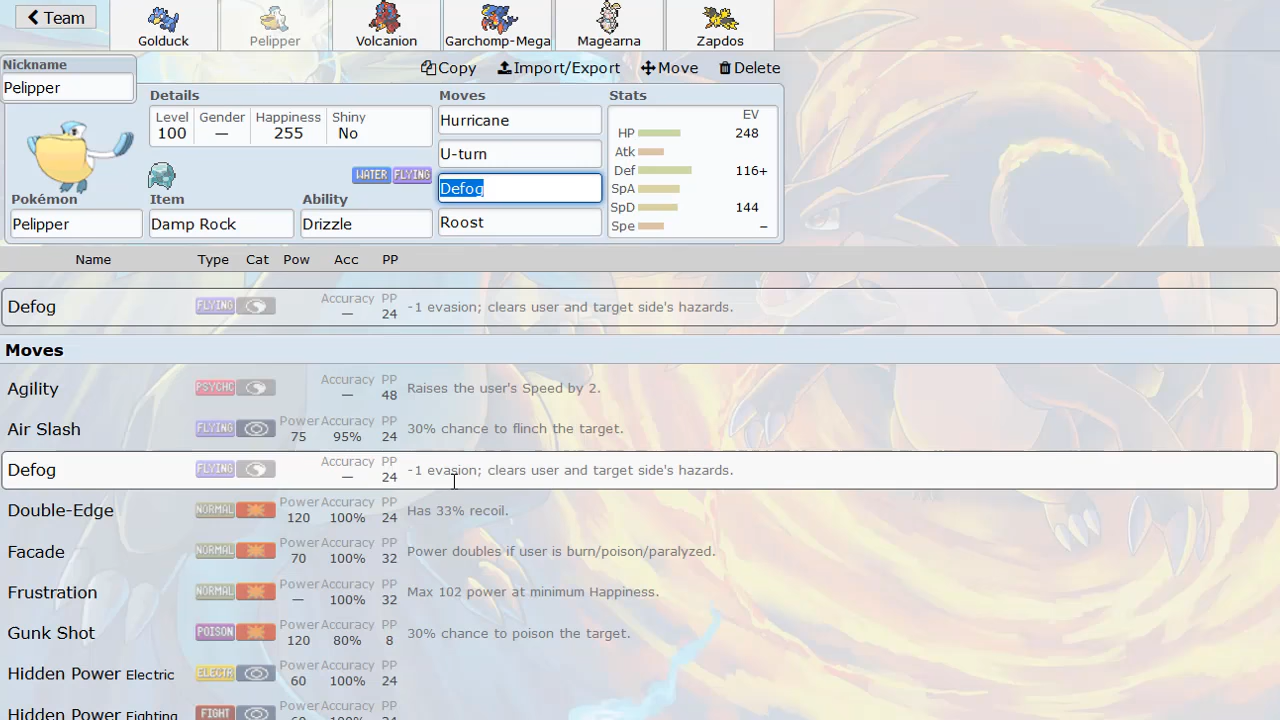 Team
Golduck
Pelipper
Volcanion
Garchomp-Mega
Magearna
Zapdos
Nickname
Pelipper
Copy Import/Export Move Delete
Details
Level Gender Happiness Shiny
100 — 255 No
WATER FLYING
Pokémon Item Ability
Pelipper Damp Rock Drizzle
Moves
Hurricane
U-turn
Defog
Roost
Stats
EV
HP 248
Atk
Def 116+
SpA
SpD 144
Spe –
Name Type Cat Pow Acc PP
Defog FLYING Accuracy — PP 24 -1 evasion; clears user and target side's hazards.
Moves
Agility PSYCHC Accuracy — PP 48 Raises the user's Speed by 2.
Air Slash FLYING Power 75 Accuracy 95% PP 24 30% chance to flinch the target.
Defog FLYING Accuracy — PP 24 -1 evasion; clears user and target side's hazards.
Double-Edge NORMAL Power 120 Accuracy 100% PP 24 Has 33% recoil.
Facade NORMAL Power 70 Accuracy 100% PP 32 Power doubles if user is burn/poison/paralyzed.
Frustration NORMAL Power — Accuracy 100% PP 32 Max 102 power at minimum Happiness.
Gunk Shot POISON Power 120 Accuracy 80% PP 8 30% chance to poison the target.
Hidden Power Electric ELECTR Power 60 Accuracy 100% PP 24
Hidden Power Fighting FIGHT Power Accuracy PP